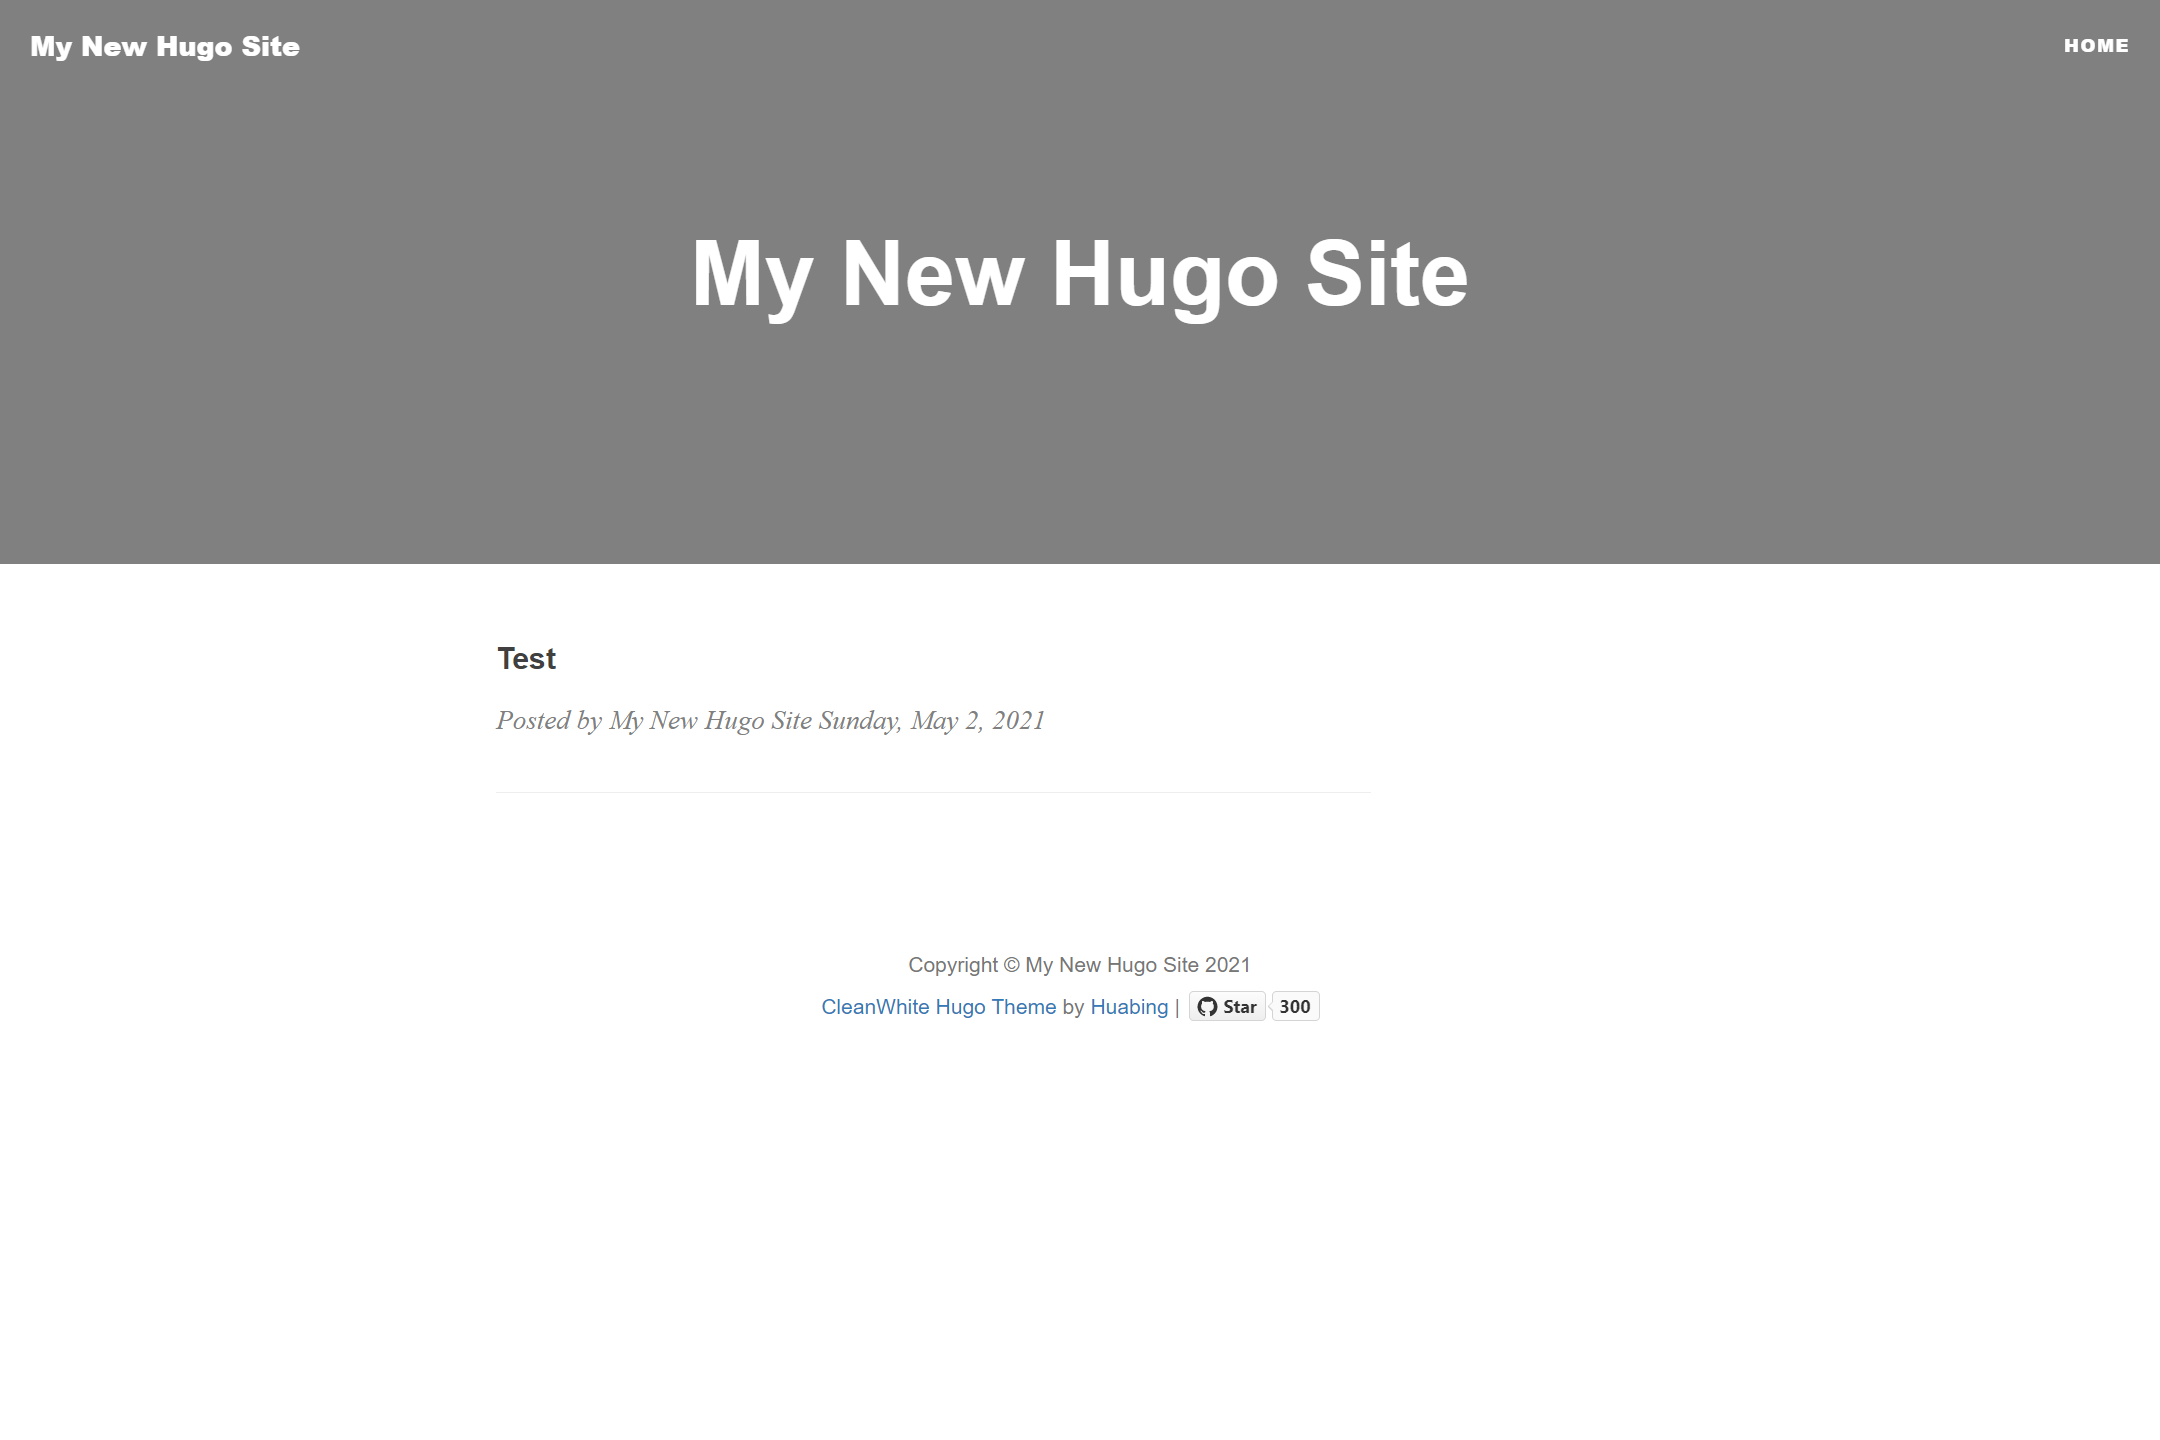 My New Hugo Site
HOME
My New Hugo Site
Test
Posted by My New Hugo Site Sunday, May 2, 2021
Copyright © My New Hugo Site 2021
CleanWhite Hugo Theme by Huabing | Star 300